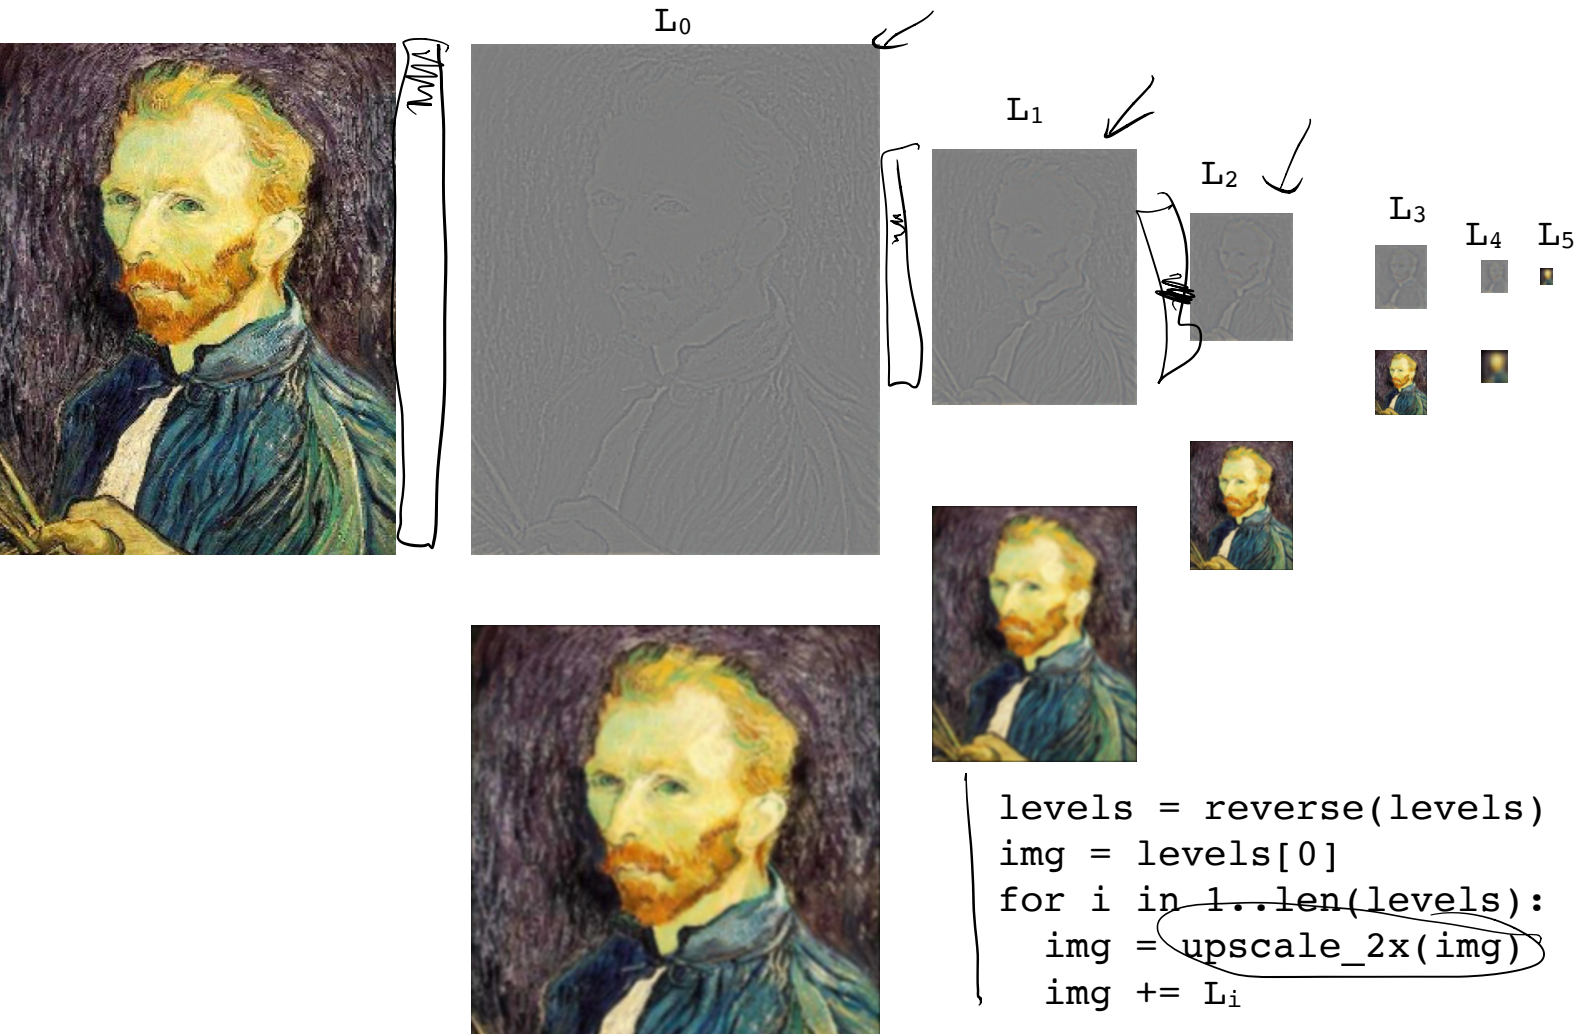 L₀
L₁
L₂
L₃
L₄ L₅
levels = reverse(levels)
img = levels[0]
for i in 1..len(levels):
  img = upscale_2x(img)
  img += Lᵢ